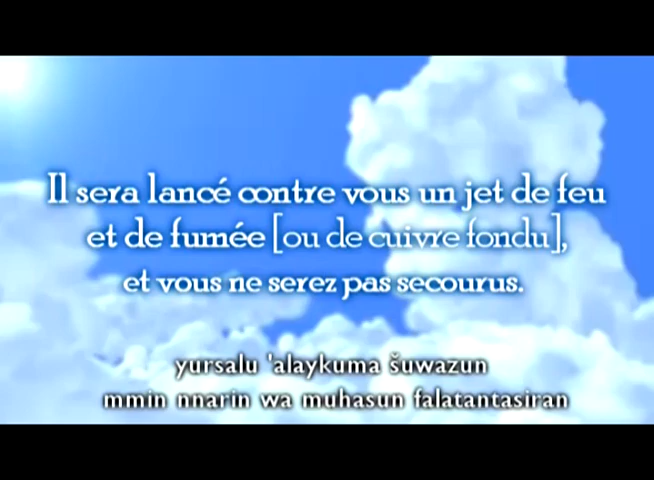 Il sera lancé contre vous un jet de feu
et de fumée [ou de cuivre fondu],
et vous ne serez pas secourus.
yursalu 'alaykuma šuwazun
mmin nnarin wa muhasun falatantasiran